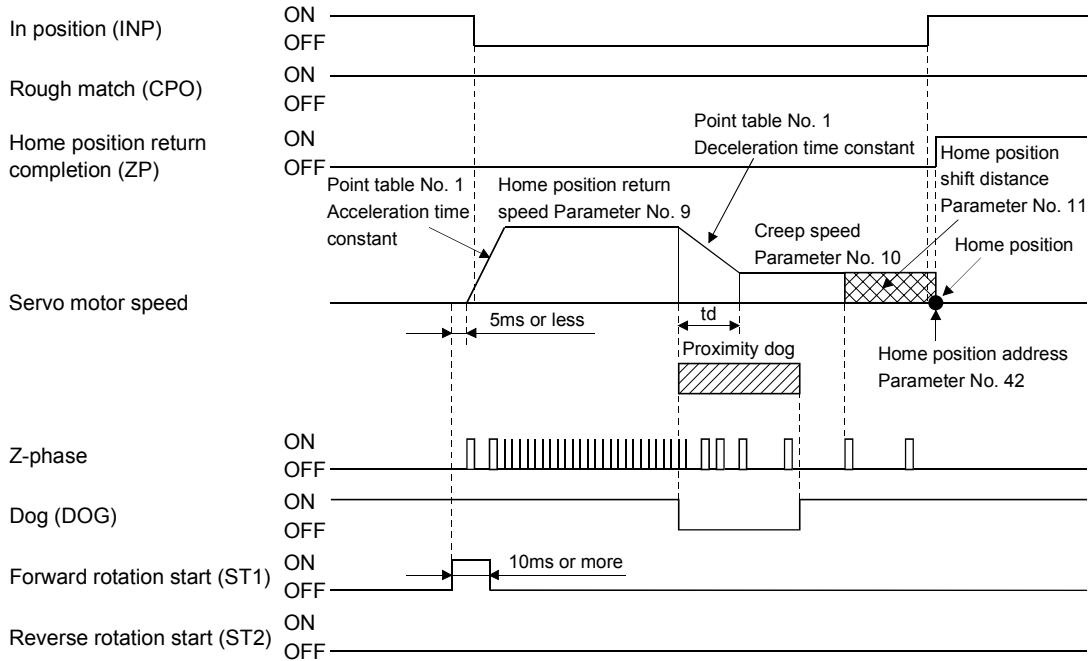 In position (INP)
ON
OFF
Rough match (CPO)
ON
OFF
Home position return
completion (ZP)
ON
OFF
Point table No. 1
Deceleration time constant
Home position
shift distance
Parameter No. 11
Point table No. 1
Acceleration time
constant
Home position return
speed Parameter No. 9
Creep speed
Parameter No. 10
Home position
Servo motor speed
5ms or less
td
Proximity dog
Home position address
Parameter No. 42
Z-phase
ON
OFF
Dog (DOG)
ON
OFF
Forward rotation start (ST1)
ON
OFF
10ms or more
Reverse rotation start (ST2)
ON
OFF